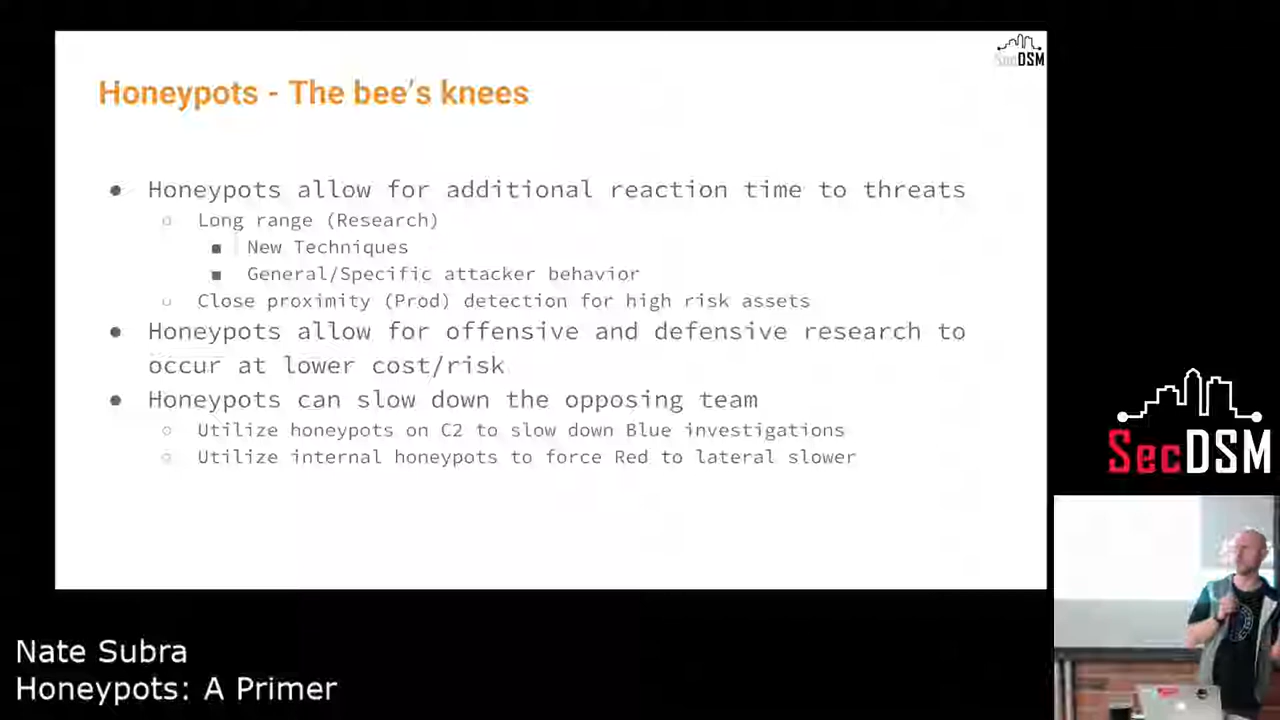 SecDSM
Honeypots - The bee's knees
Honeypots allow for additional reaction time to threats
Long range (Research)
New Techniques
General/Specific attacker behavior
Close proximity (Prod) detection for high risk assets
Honeypots allow for offensive and defensive research to
occur at lower cost/risk
Honeypots can slow down the opposing team
Utilize honeypots on C2 to slow down Blue investigations
Utilize internal honeypots to force Red to lateral slower
SecDSM
Nate Subra
Honeypots: A Primer